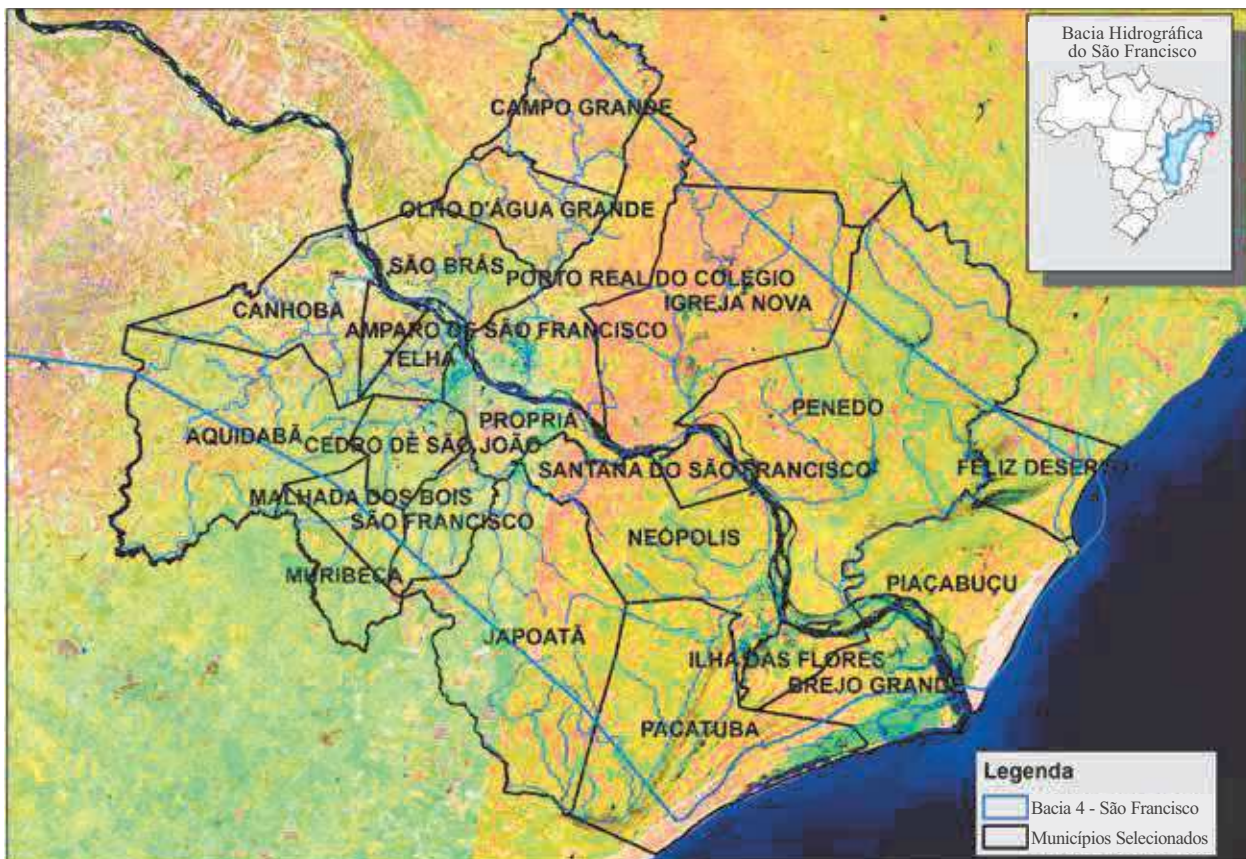 Bacia Hidrográfica
do São Francisco
CAMPO GRANDE
OLHO D'ÁGUA GRANDE
SÃO BRÁS
PORTO REAL DO COLÉGIO
IGREJA NOVA
CANHOBA
AMPARO DE SÃO FRANCISCO
TELHA
PROPRIÁ
PENEDO
AQUIDABÃ
CEDRO DE SÃO JOÃO
SANTANA DO SÃO FRANCISCO
FELIZ DESERTO
MALHADA DOS BOIS
SÃO FRANCISCO
NEÓPOLIS
MURIBECA
PIAÇABUÇU
JAPOATÃ
ILHA DAS FLORES
BREJO GRANDE
PACATUBA
Legenda
Bacia 4 - São Francisco
Municípios Selecionados